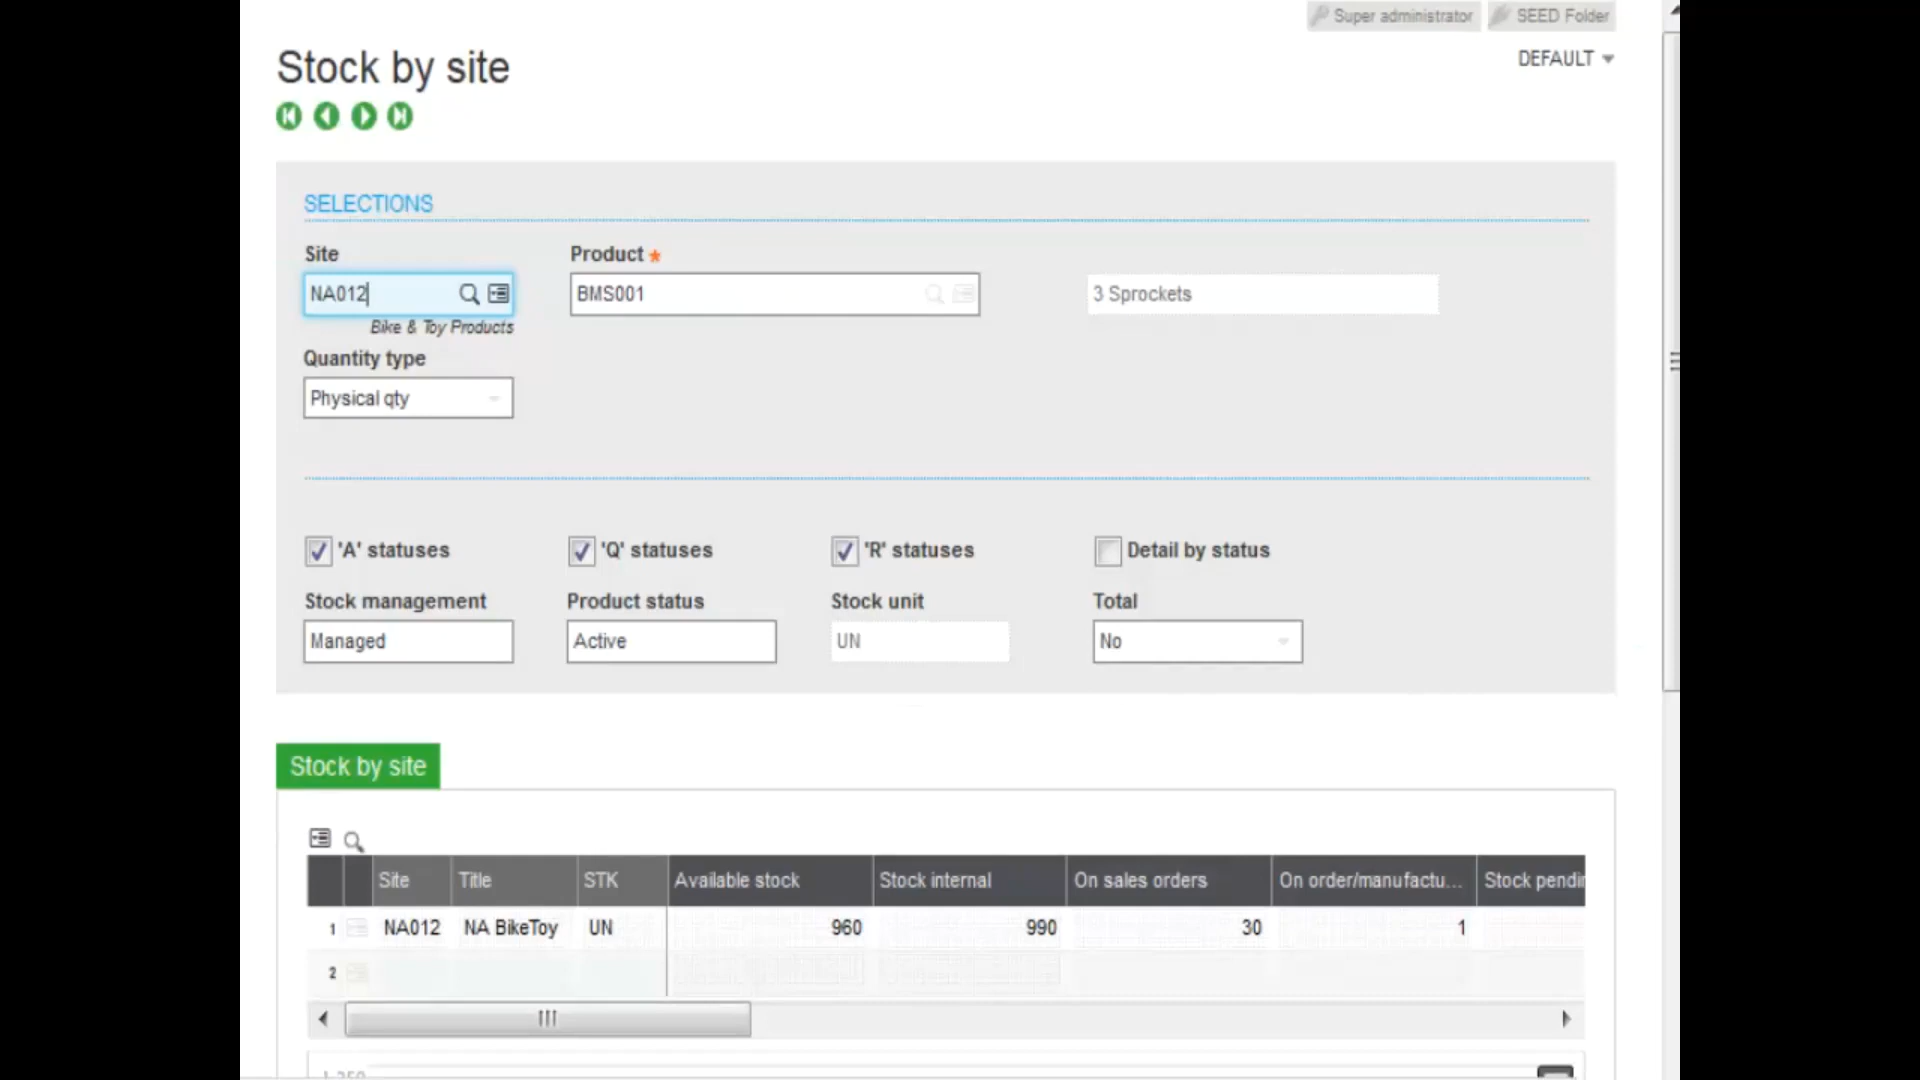 Super administrator SEED Folder
Stock by site
DEFAULT
SELECTIONS
Site Product *
NA012 BMS001 3 Sprockets
Bike & Toy Products
Quantity type
Physical qty
'A' statuses 'Q' statuses 'R' statuses Detail by status
Stock management Product status Stock unit Total
Managed Active UN No
Stock by site
Site Title STK Available stock Stock internal On sales orders On order/manufactu... Stock pendin
1 NA012 NA BikeToy UN 960 990 30 1
2